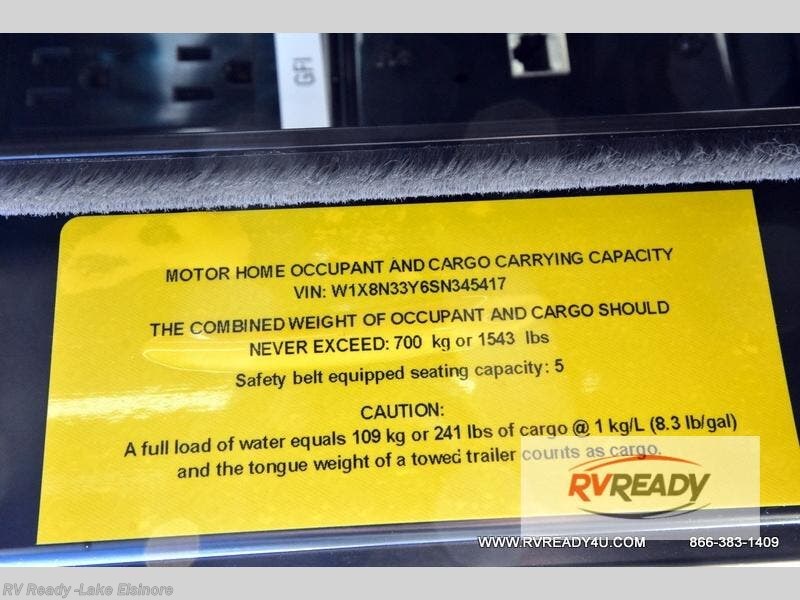 GFI
MOTOR HOME OCCUPANT AND CARGO CARRYING CAPACITY
VIN: W1X8N33Y6SN345417
THE COMBINED WEIGHT OF OCCUPANT AND CARGO SHOULD
NEVER EXCEED: 700 kg or 1543 lbs
Safety belt equipped seating capacity: 5
CAUTION:
A full load of water equals 109 kg or 241 lbs of cargo @ 1 kg/L (8.3 lb/gal)
and the tongue weight of a towed trailer counts as cargo.
RVREADY
WWW.RVREADY4U.COM 866-383-1409
RV Ready -Lake Elsinore